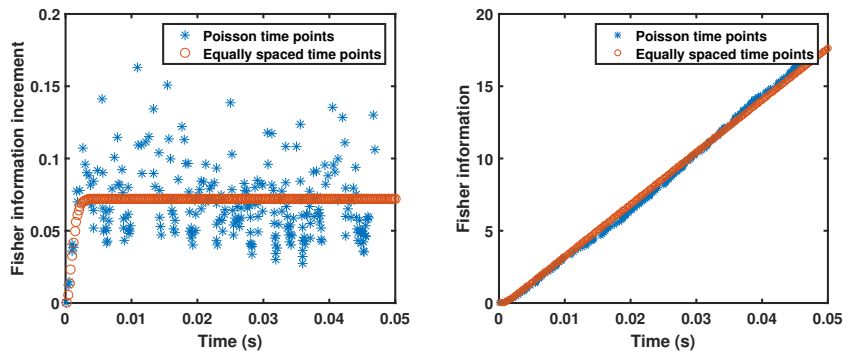 0.2
0.15
0.1
0.05
0
Fisher information increment
Poisson time points
Equally spaced time points
0
0.01
0.02
0.03
0.04
0.05
Time (s)
20
15
10
5
0
Fisher information
Poisson time points
Equally spaced time points
0
0.01
0.02
0.03
0.04
0.05
Time (s)